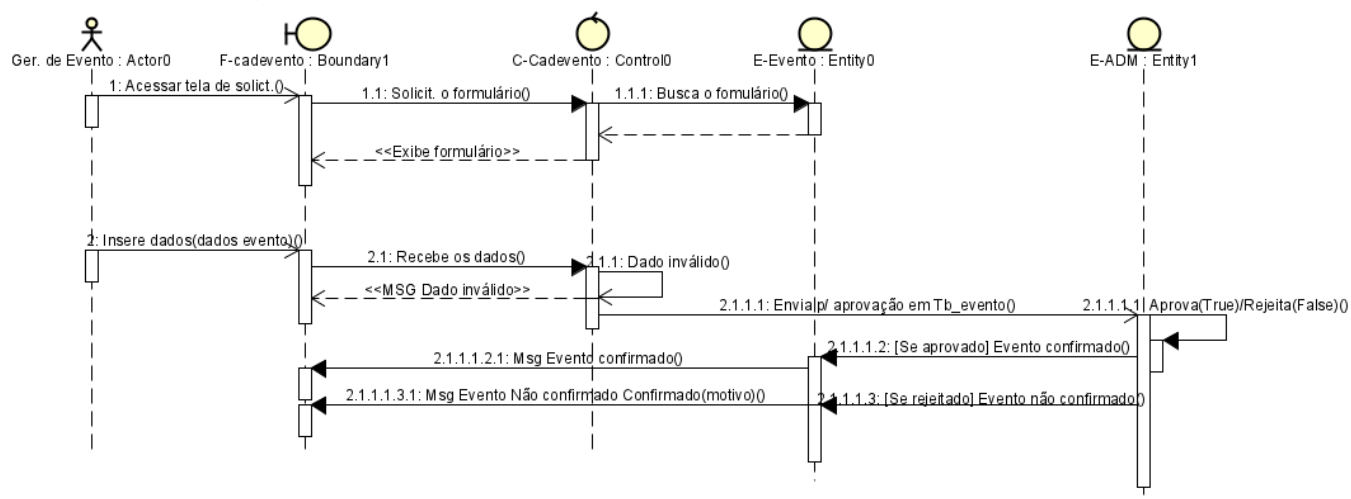 Ger. de Evento : Actor0
F-cadevento : Boundary1
C-Cadevento : Control0
E-Evento : Entity0
E-ADM : Entity1
1: Acessar tela de solict.()
1.1: Solicit. o fomulário()
1.1.1: Busca o fomulário()
<<Exibe formulário>>
2: Insere dados(dados evento)()
2.1: Recebe os dados()
2.1.1: Dado inválido()
<<MSG Dado inválido>>
2.1.1.1: Envia p/ aprovação em Tb_evento()
2.1.1.1.1: Aprova(True)/Rejeita(False)()
2.1.1.1.2: [Se aprovado] Evento confirmado()
2.1.1.1.2.1: Msg Evento confirmado()
2.1.1.1.3.1: Msg Evento Não confirmado Confirmado(motivo)()
2.1.1.1.3: [Se rejeitado] Evento não confirmado()